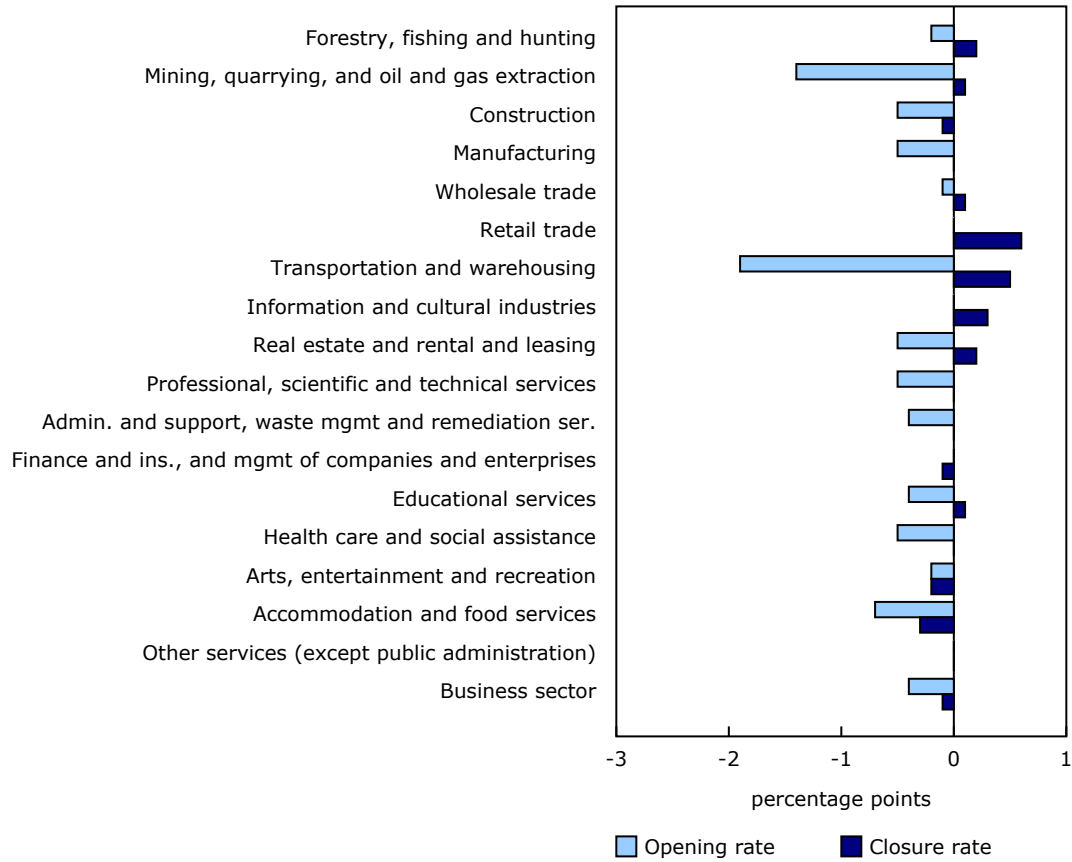 Forestry, fishing and hunting
Mining, quarrying, and oil and gas extraction
Construction
Manufacturing
Wholesale trade
Retail trade
Transportation and warehousing
Information and cultural industries
Real estate and rental and leasing
Professional, scientific and technical services
Admin. and support, waste mgmt and remediation ser.
Finance and ins., and mgmt of companies and enterprises
Educational services
Health care and social assistance
Arts, entertainment and recreation
Accommodation and food services
Other services (except public administration)
Business sector
-3 -2 -1 0 1
percentage points
Opening rate Closure rate